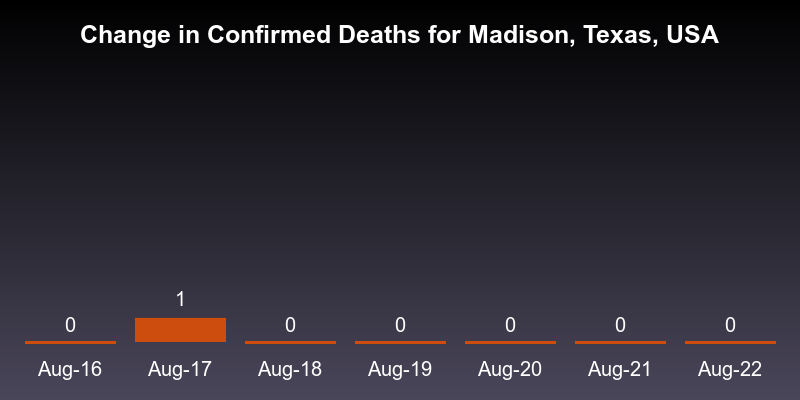 Change in Confirmed Deaths for Madison, Texas, USA
0 1 0 0 0 0 0
Aug-16 Aug-17 Aug-18 Aug-19 Aug-20 Aug-21 Aug-22